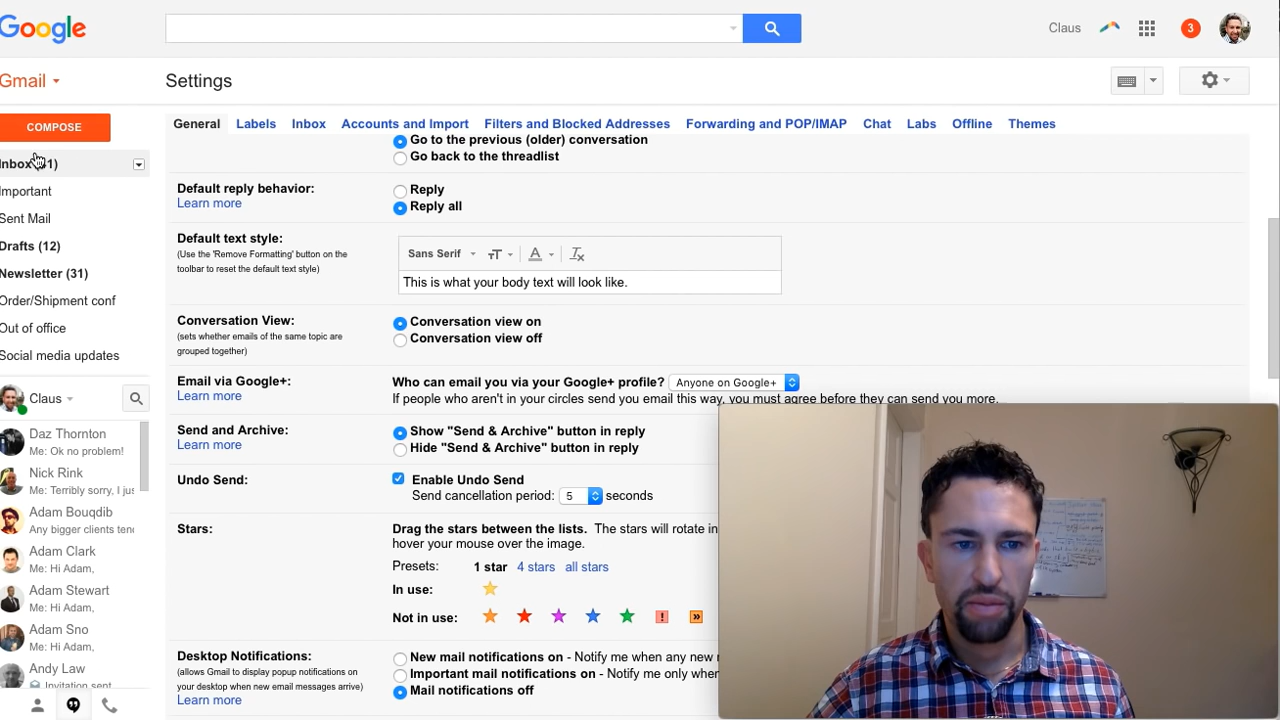 Google
Claus
3
Gmail
Settings
COMPOSE
General Labels Inbox Accounts and Import Filters and Blocked Addresses Forwarding and POP/IMAP Chat Labs Offline Themes
Go to the previous (older) conversation
Go back to the threadlist
Default reply behavior:
Learn more
Reply
Reply all
Default text style:
(Use the 'Remove Formatting' button on the
toolbar to reset the default text style)
Sans Serif
This is what your body text will look like.
Conversation View:
(sets whether emails of the same topic are
grouped together)
Conversation view on
Conversation view off
Email via Google+:
Learn more
Who can email you via your Google+ profile? Anyone on Google+
If people who aren't in your circles send you email this way, you must agree before they can send you more.
Send and Archive:
Learn more
Show "Send & Archive" button in reply
Hide "Send & Archive" button in reply
Undo Send:
Enable Undo Send
Send cancellation period: 5 seconds
Stars:
Drag the stars between the lists. The stars will rotate in
hover your mouse over the image.
Presets: 1 star 4 stars all stars
In use:
Not in use:
Desktop Notifications:
(allows Gmail to display popup notifications on
your desktop when new email messages arrive)
Learn more
New mail notifications on - Notify me when any new
Important mail notifications on - Notify me only when
Mail notifications off
Inbox
Important
Sent Mail
Drafts (12)
Newsletter (31)
Order/Shipment conf
Out of office
Social media updates
Claus
Daz Thornton
Me: Ok no problem!
Nick Rink
Me: Terribly sorry, I jus
Adam Bouqdib
Any bigger clients tend
Adam Clark
Me: Hi Adam,
Adam Stewart
Me: Hi Adam,
Adam Sno
Me: Hi Adam,
Andy Law
Invitation sent